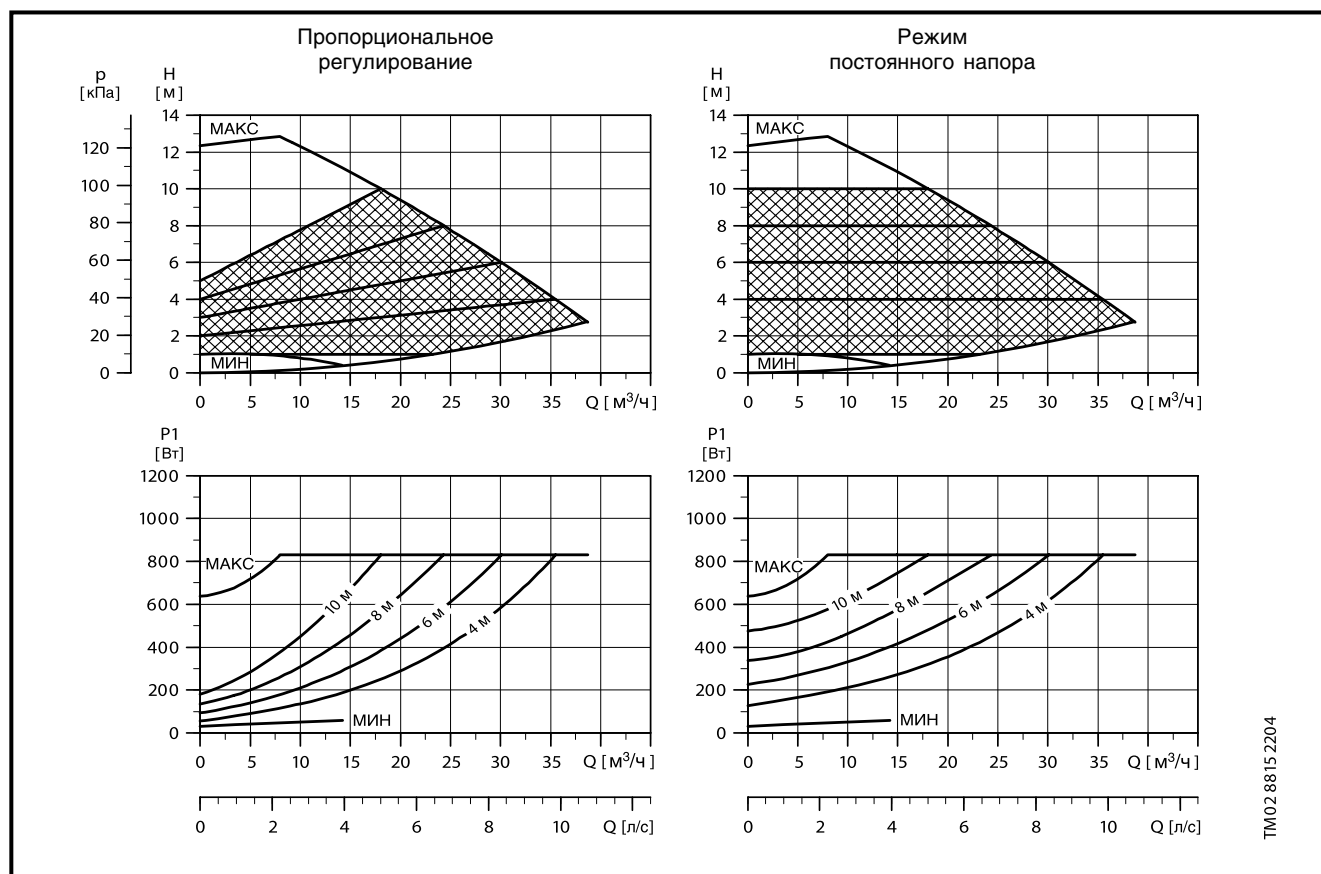 Пропорциональное
регулирование
p
[кПа]
H
[м]
14
12
10
8
6
4
2
0
120
100
80
60
40
20
0
МАКС
МИН
0 5 10 15 20 25 30 35 Q [м³/ч]
Режим
постоянного напора
H
[м]
14
12
10
8
6
4
2
0
МАКС
МИН
0 5 10 15 20 25 30 35 Q [м³/ч]
P1
[Вт]
1200
1000
800
600
400
200
0
МАКС
10 м
8 м
6 м
4 м
МИН
0 5 10 15 20 25 30 35 Q [м³/ч]
0 2 4 6 8 10 Q [л/с]
P1
[Вт]
1200
1000
800
600
400
200
0
МАКС
10 м
8 м
6 м
4 м
МИН
0 5 10 15 20 25 30 35 Q [м³/ч]
0 2 4 6 8 10 Q [л/с]
TM02 8815 2204